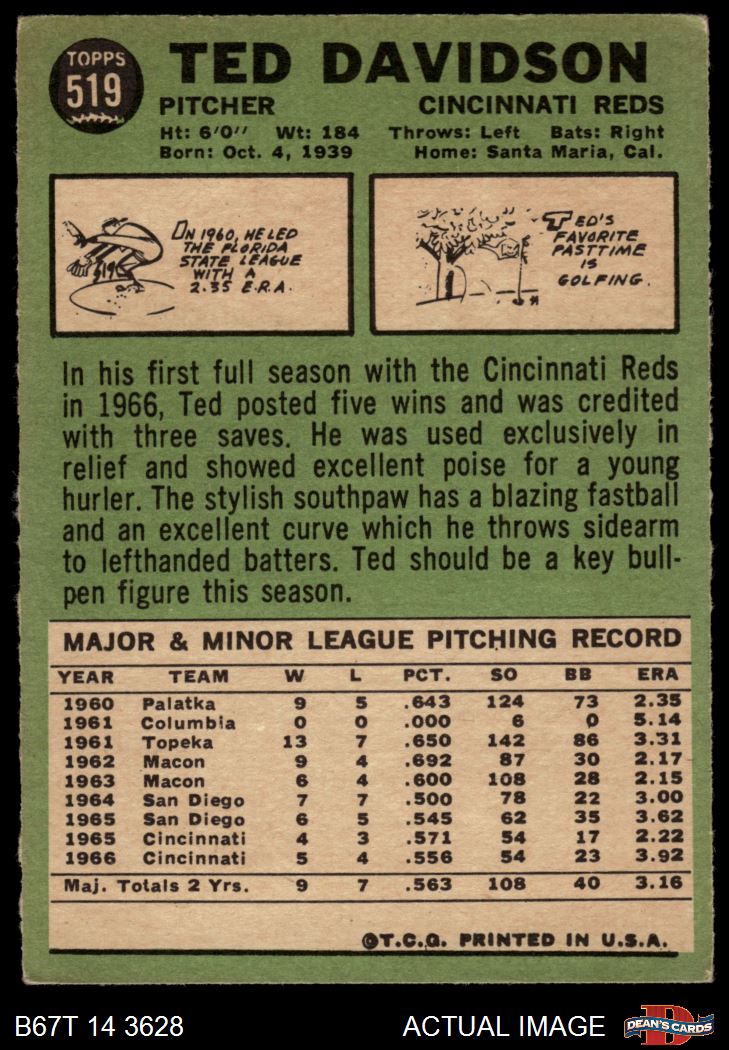 TOPPS
519
TED DAVIDSON
PITCHER CINCINNATI REDS
Ht: 6'0" Wt: 184 Throws: Left Bats: Right
Born: Oct. 4, 1939 Home: Santa Maria, Cal.
IN 1960, HE LED
THE FLORIDA
STATE LEAGUE
WITH A
2.35 E.R.A.
TED'S
FAVORITE
PASTTIME
IS
GOLFING.
In his first full season with the Cincinnati Reds
in 1966, Ted posted five wins and was credited
with three saves. He was used exclusively in
relief and showed excellent poise for a young
hurler. The stylish southpaw has a blazing fastball
and an excellent curve which he throws sidearm
to lefthanded batters. Ted should be a key bull-
pen figure this season.
MAJOR & MINOR LEAGUE PITCHING RECORD
YEAR TEAM W L PCT. SO BB ERA
1960 Palatka 9 5 .643 124 73 2.35
1961 Columbia 0 0 .000 6 0 5.14
1961 Topeka 13 7 .650 142 86 3.31
1962 Macon 9 4 .692 87 30 2.17
1963 Macon 6 4 .600 108 28 2.15
1964 San Diego 7 7 .500 78 22 3.00
1965 San Diego 6 5 .545 62 35 3.62
1965 Cincinnati 4 3 .571 54 17 2.22
1966 Cincinnati 5 4 .556 54 23 3.92
Maj. Totals 2 Yrs. 9 7 .563 108 40 3.16
©T.C.G. PRINTED IN U.S.A.
B67T 14 3628 ACTUAL IMAGE
DEAN'S CARDS